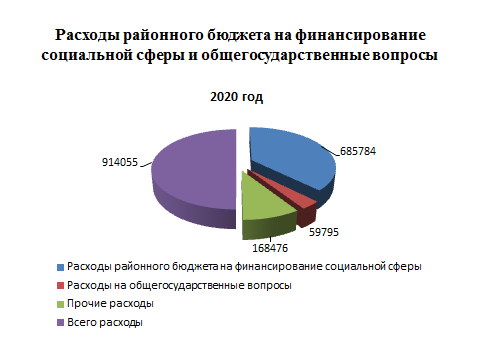 Расходы районного бюджета на финансирование
социальной сферы и общегосударственные вопросы
2020 год
685784
914055
59795
168476
Расходы районного бюджета на финансирование социальной сферы
Расходы на общегосударственные вопросы
Прочие расходы
Всего расходы